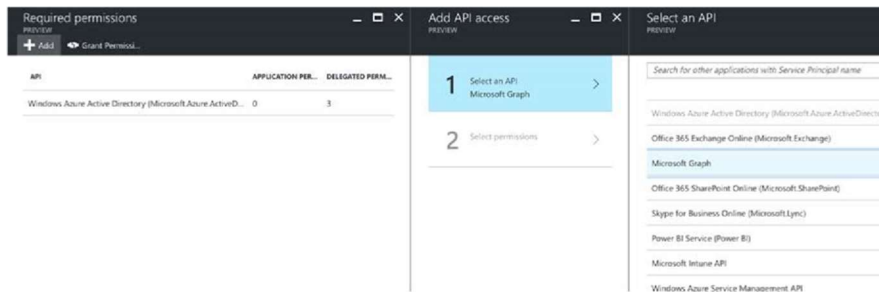 Required permissions
PREVIEW
Add Grant Permissi...
API APPLICATION PER... DELEGATED PERM...
Windows Azure Active Directory (Microsoft.Azure.ActiveD... 0 3
Add API access
PREVIEW
1 Select an API
Microsoft Graph
2 Select permissions
Select an API
PREVIEW
Search for other applications with Service Principal name
Windows Azure Active Directory (Microsoft.Azure.ActiveDirecto
Office 365 Exchange Online (Microsoft.Exchange)
Microsoft Graph
Office 365 SharePoint Online (Microsoft.SharePoint)
Skype for Business Online (Microsoft.Lync)
Power BI Service (Power BI)
Microsoft Intune API
Windows Azure Service Management API